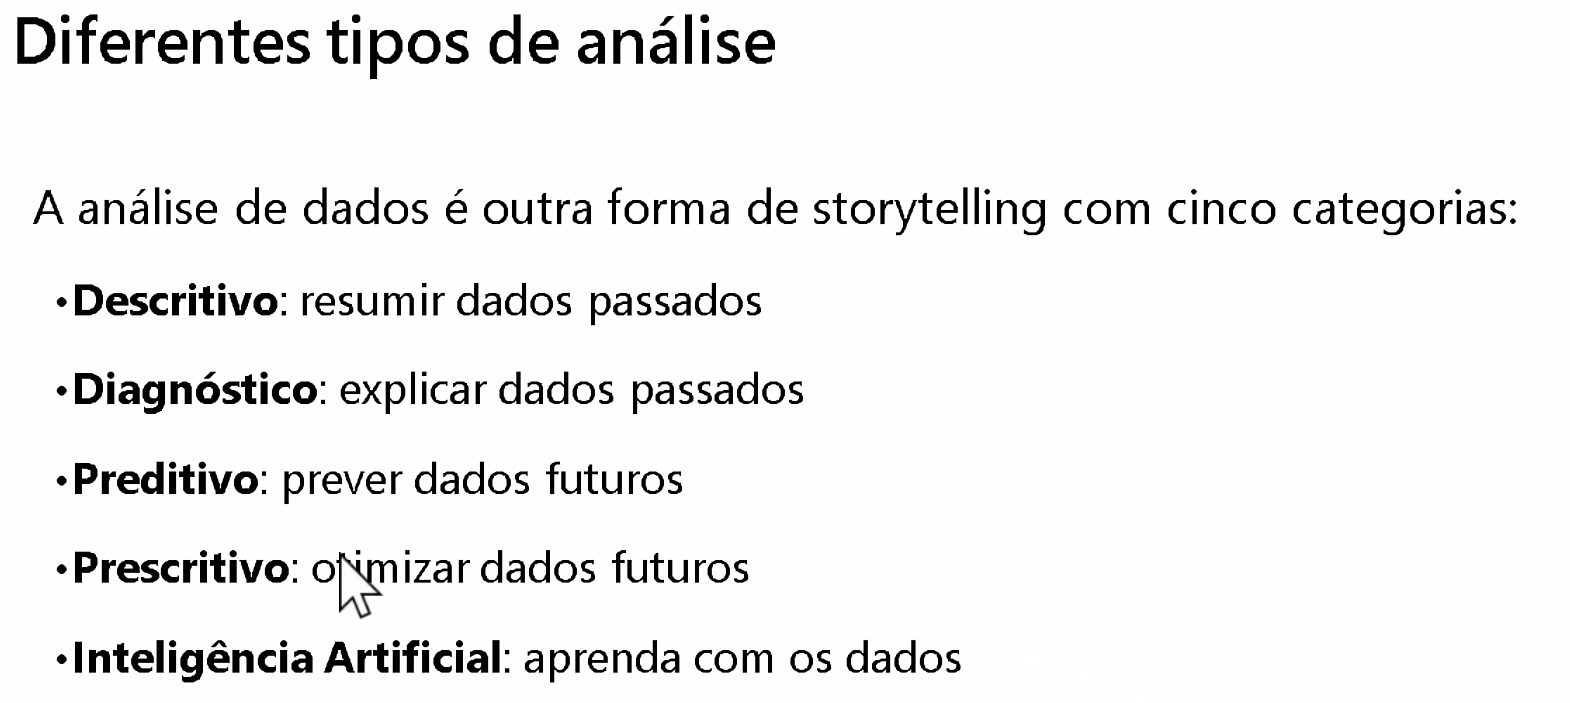 Diferentes tipos de análise
A análise de dados é outra forma de storytelling com cinco categorias:
•Descritivo: resumir dados passados
•Diagnóstico: explicar dados passados
•Preditivo: prever dados futuros
•Prescritivo: otimizar dados futuros
•Inteligência Artificial: aprenda com os dados